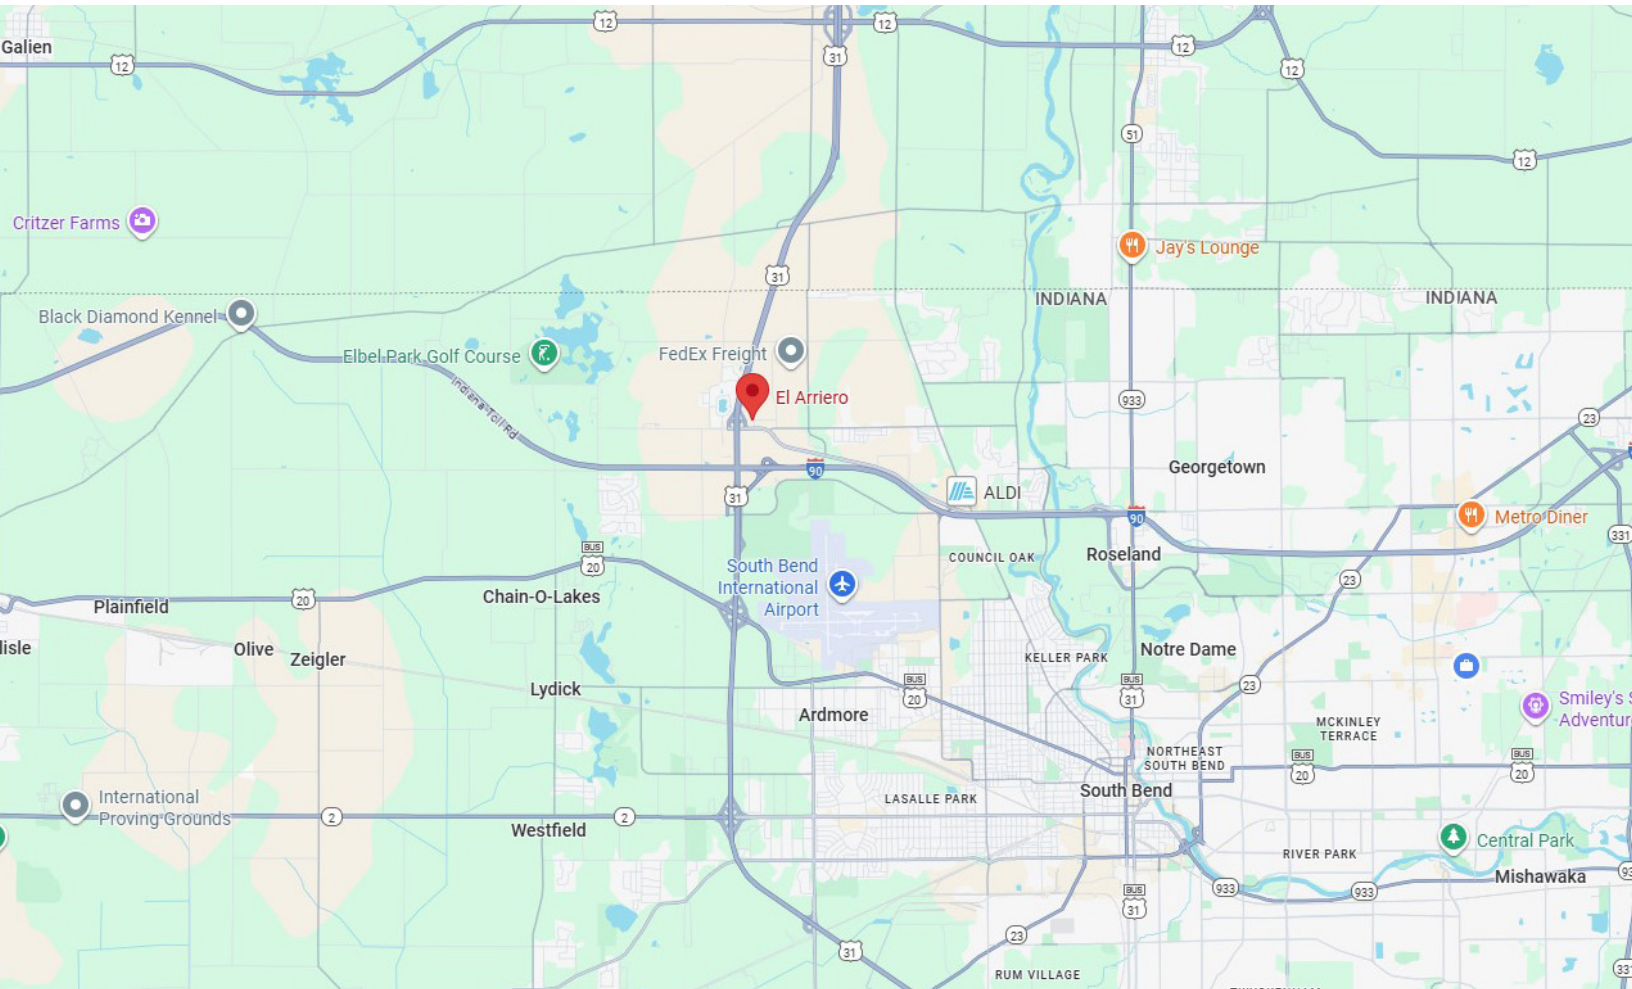 12
12
31
12
12
Galien
12
51
12
Critzer Farms
Jay's Lounge
31
INDIANA
INDIANA
Black Diamond Kennel
Elbel Park Golf Course
FedEx Freight
El Arriero
Indiana Toll Rd
933
23
Georgetown
90
31
ALDI
90
Metro Diner
331
BUS
20
COUNCIL OAK
Roseland
South Bend
International
Airport
23
Chain-O-Lakes
20
Plainfield
lisle
Olive
Zeigler
KELLER PARK
Notre Dame
Lydick
BUS
20
BUS
31
23
Smiley's S
Adventur
Ardmore
MCKINLEY
TERRACE
NORTHEAST
SOUTH BEND
BUS
20
BUS
20
South Bend
International
Proving Grounds
LASALLE PARK
2
2
Westfield
RIVER PARK
Central Park
Mishawaka
933
933
93
BUS
31
23
31
RUM VILLAGE
331